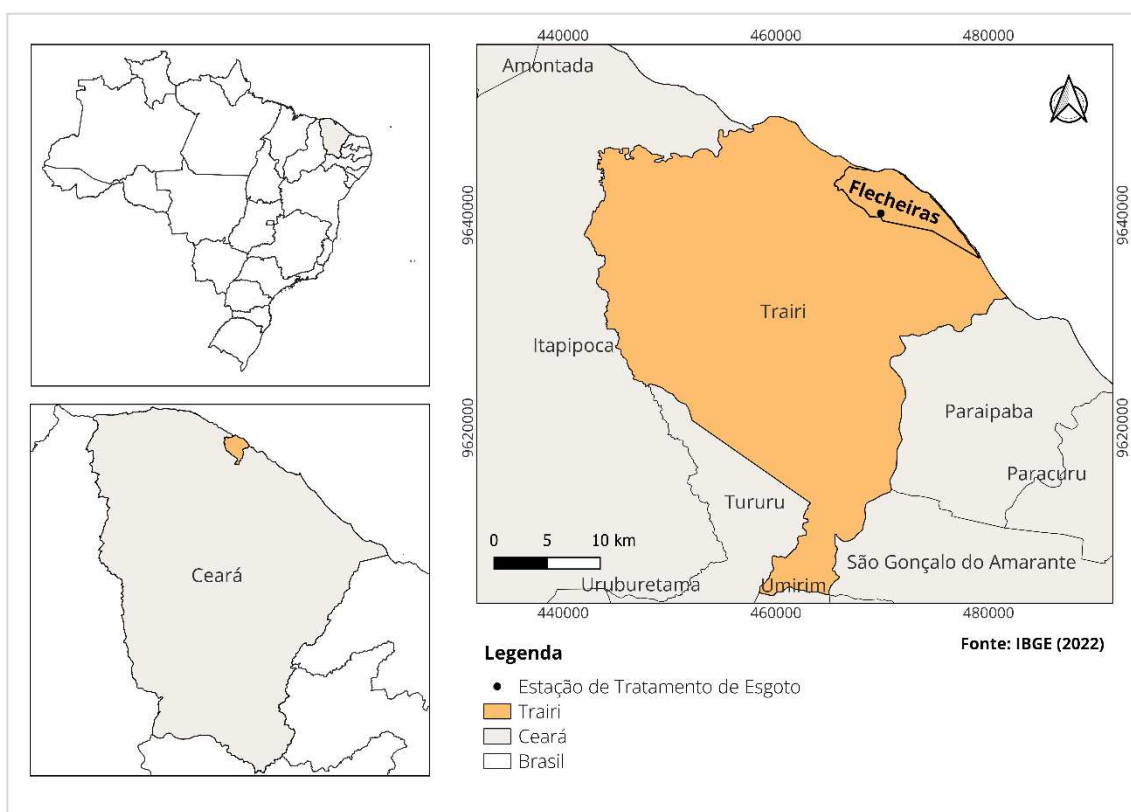 Ceará
440000
460000
480000
Amontada
9640000
9640000
Flecheiras
Trairi
Itapipoca
9620000
9620000
Paraipaba
Paracuru
Tururu
0 5 10 km
São Gonçalo do Amarante
Uruburetama
Umirim
440000
460000
480000
Fonte: IBGE (2022)
Legenda
Estação de Tratamento de Esgoto
Trairi
Ceará
Brasil